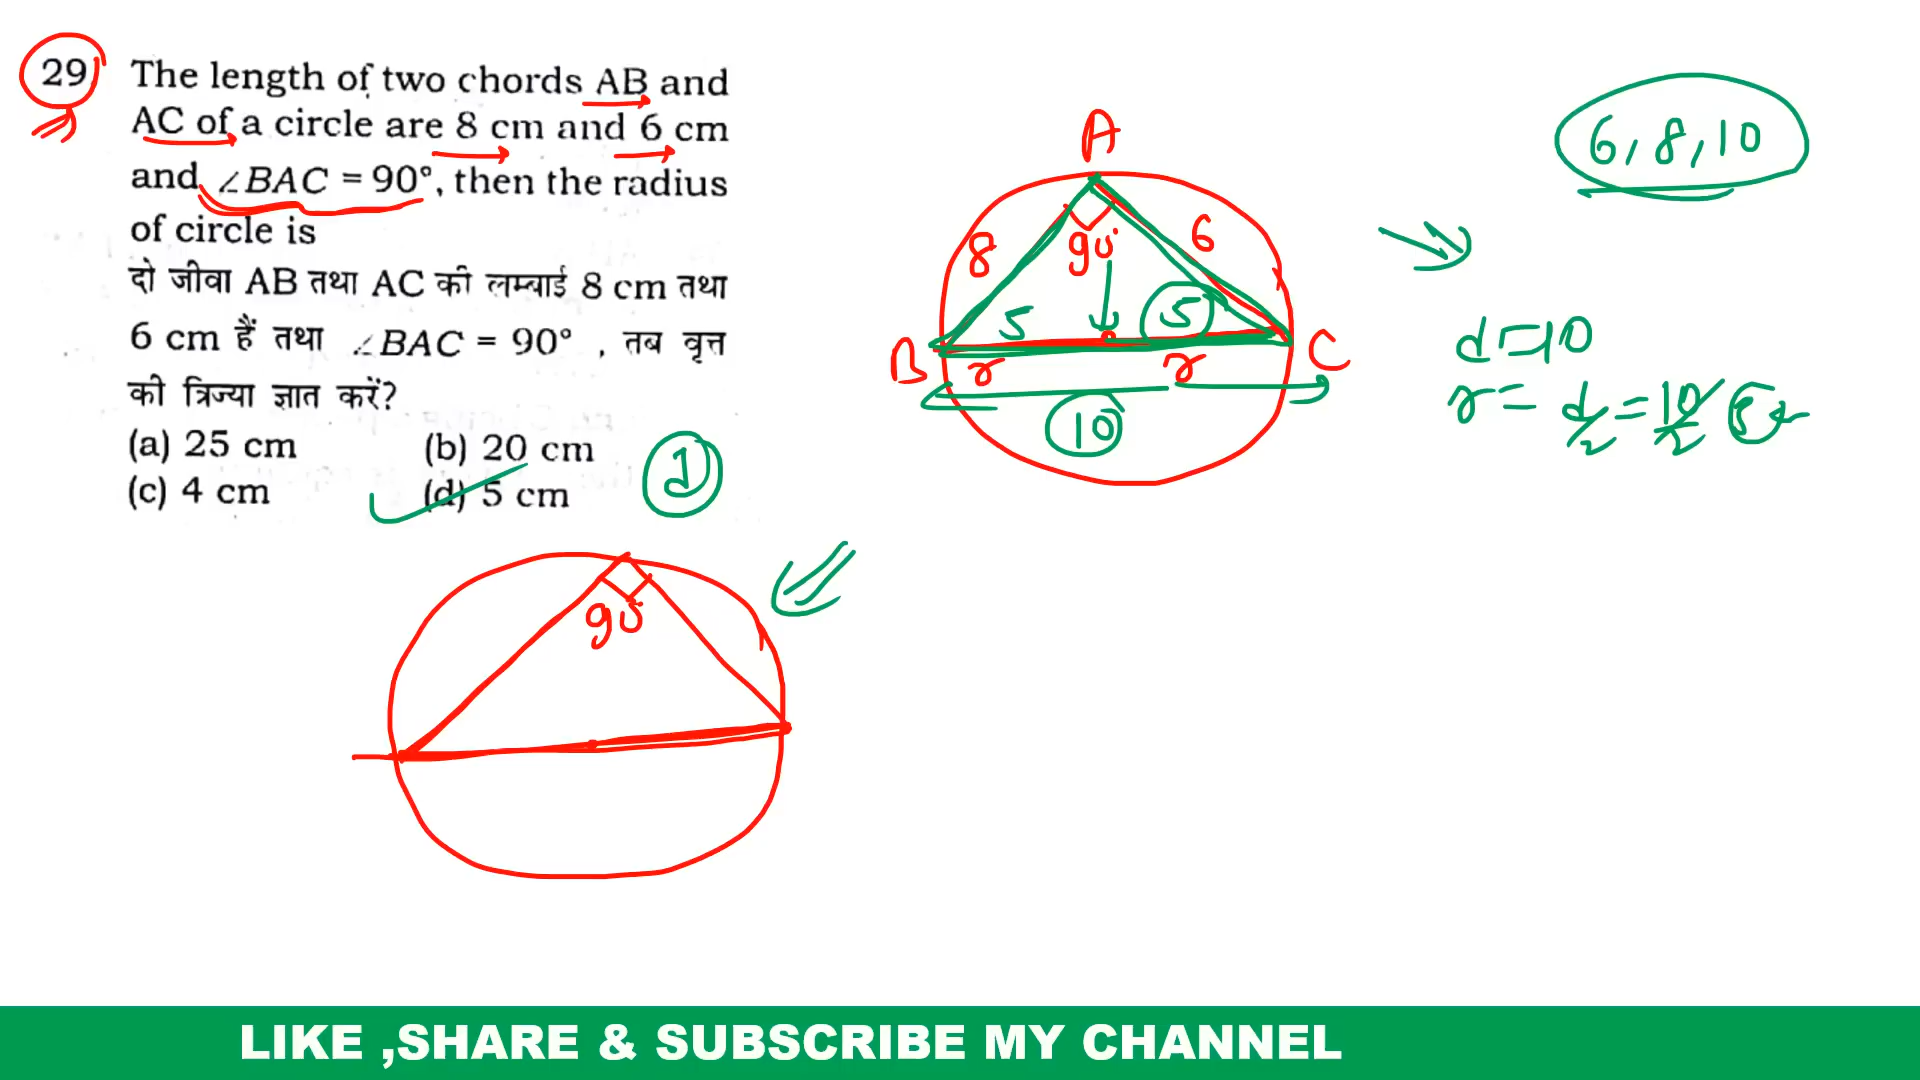 29 The length of two chords AB and
AC of a circle are 8 cm and 6 cm
and ∠BAC = 90°, then the radius
of circle is
दो जीवा AB तथा AC की लम्बाई 8 cm तथा
6 cm हैं तथा ∠BAC = 90° , तब वृत्त
की त्रिज्या ज्ञात करें?
(a) 25 cm (b) 20 cm
(c) 4 cm (d) 5 cm
A
8 90° 6
5 5
B r r C
10
6, 8, 10
d=10
r = d/2 = 10/2
90°
LIKE ,SHARE & SUBSCRIBE MY CHANNEL